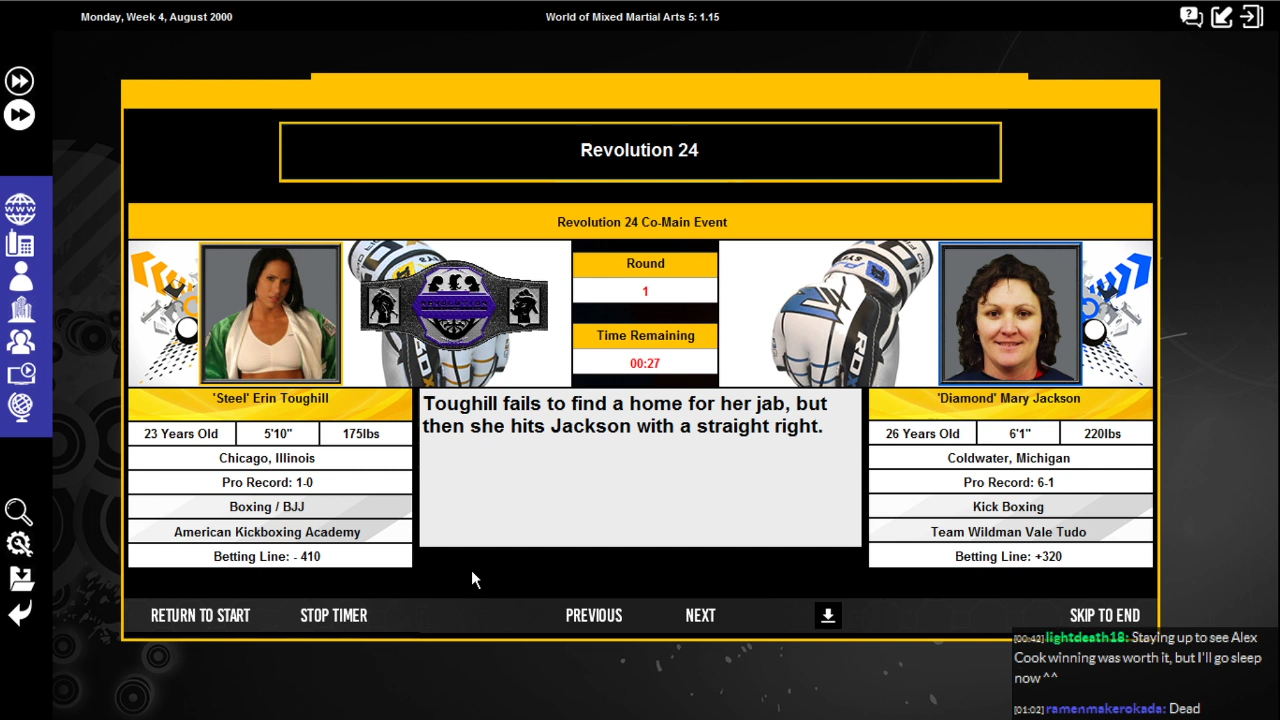 Monday, Week 4, August 2000
World of Mixed Martial Arts 5: 1.15
Revolution 24
Revolution 24 Co-Main Event
Round
1
Time Remaining
00:27
'Steel' Erin Toughill
23 Years Old
5'10"
175lbs
Chicago, Illinois
Pro Record: 1-0
Boxing / BJJ
American Kickboxing Academy
Betting Line: - 410
Toughill fails to find a home for her jab, but
then she hits Jackson with a straight right.
'Diamond' Mary Jackson
26 Years Old
6'1"
220lbs
Coldwater, Michigan
Pro Record: 6-1
Kick Boxing
Team Wildman Vale Tudo
Betting Line: +320
RETURN TO START
STOP TIMER
PREVIOUS
NEXT
SKIP TO END
[00:42] lightdeath18: Staying up to see Alex
Cook winning was worth it, but I'll go sleep
now ^^
[01:02] ramenmakerokada: Dead